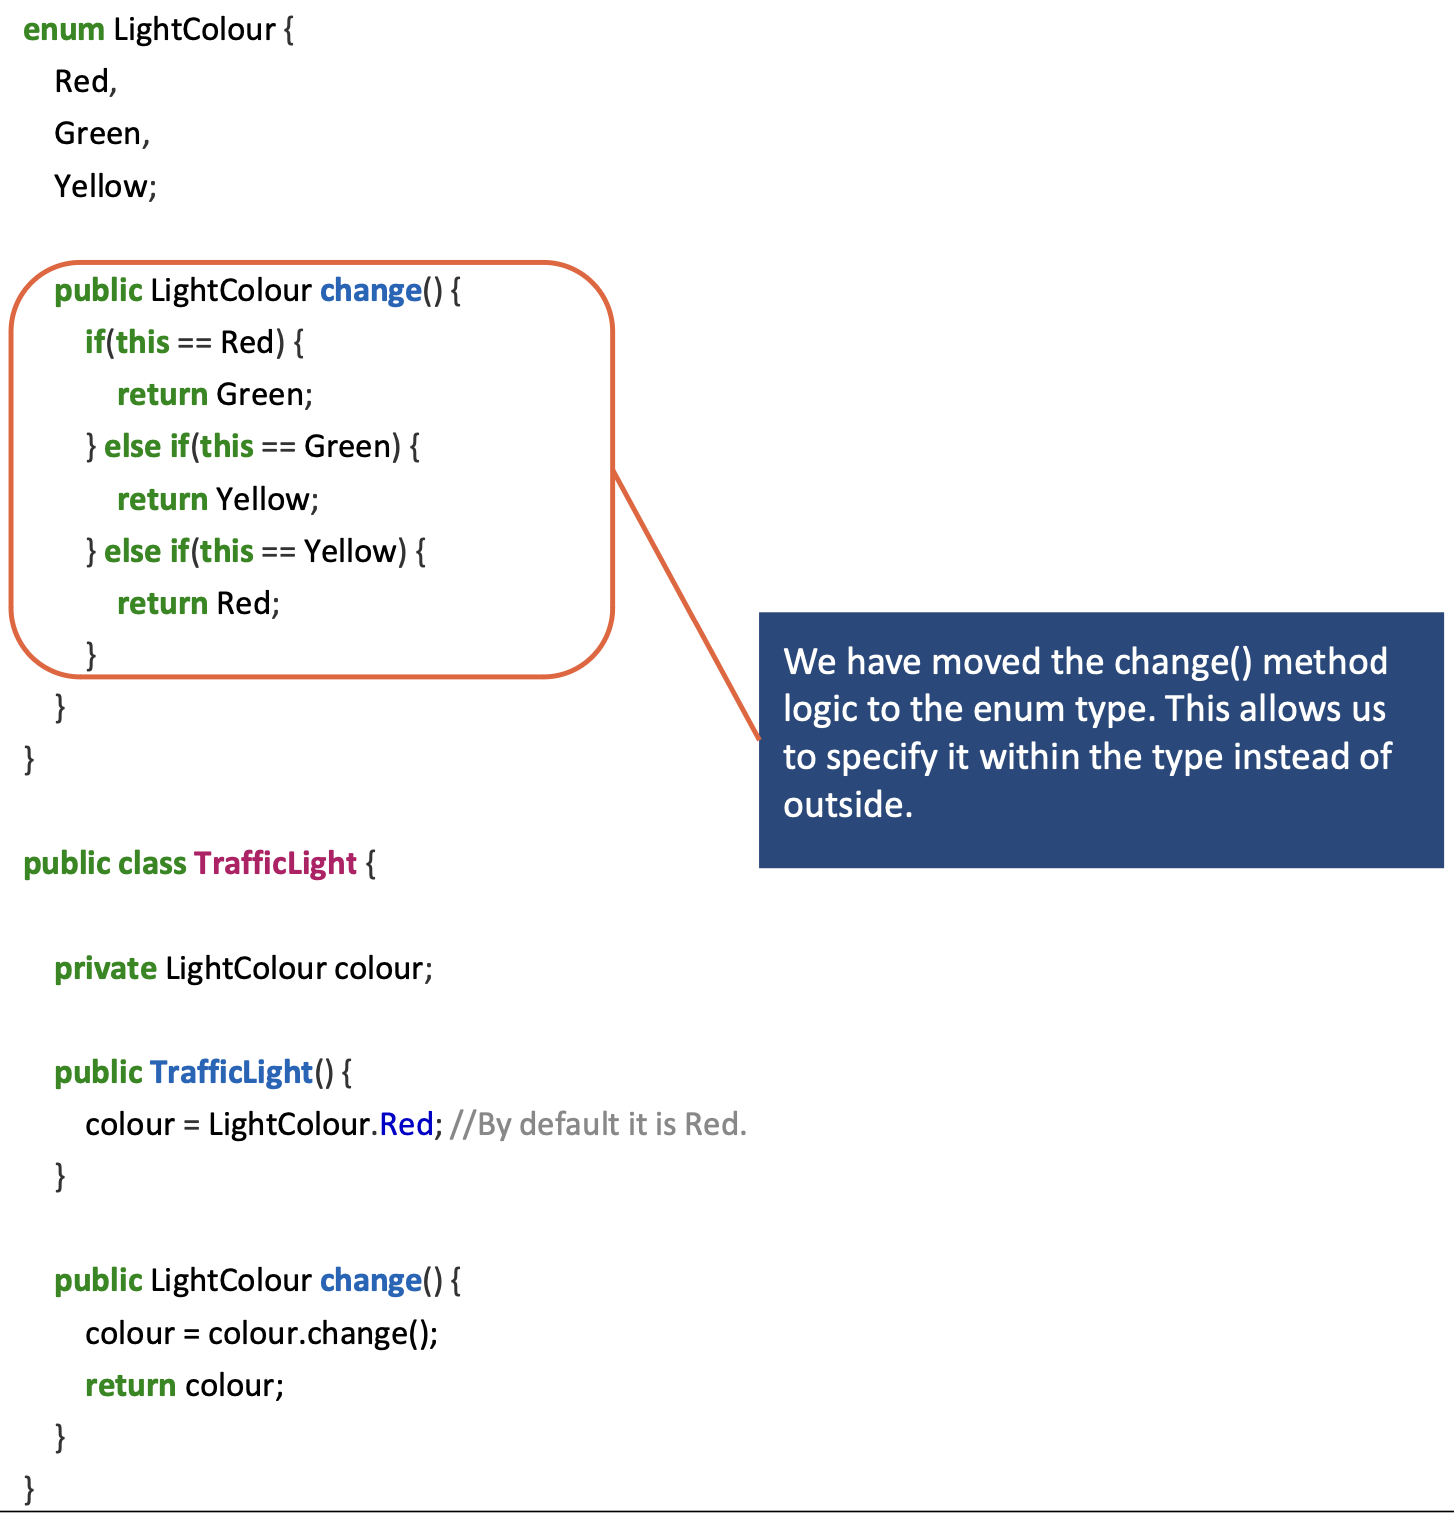 enum LightColour {
Red,
Green,
Yellow;
public LightColour change() {
if(this == Red) {
return Green;
} else if(this == Green) {
return Yellow;
} else if(this == Yellow) {
return Red;
}
}
}
We have moved the change() method
logic to the enum type. This allows us
to specify it within the type instead of
outside.
public class TrafficLight {
private LightColour colour;
public TrafficLight() {
colour = LightColour.Red; //By default it is Red.
}
public LightColour change() {
colour = colour.change();
return colour;
}
}